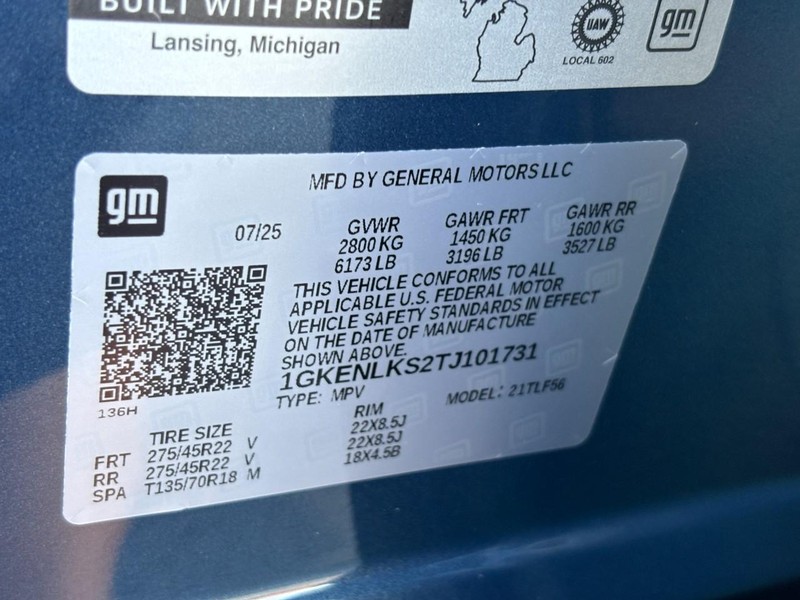 BUILT WITH PRIDE
Lansing, Michigan
UAW
LOCAL 602
gm
gm
MFD BY GENERAL MOTORS LLC
07/25
GVWR GAWR FRT GAWR RR
2800 KG 1450 KG 1600 KG
6173 LB 3196 LB 3527 LB
THIS VEHICLE CONFORMS TO ALL
APPLICABLE U.S. FEDERAL MOTOR
VEHICLE SAFETY STANDARDS IN EFFECT
ON THE DATE OF MANUFACTURE
SHOWN ABOVE.
1GKENLKS2TJ101731
TYPE: MPV MODEL: 21TLF56
136H
TIRE SIZE RIM
FRT 275/45R22 V 22X8.5J
RR 275/45R22 V 22X8.5J
SPA T135/70R18 M 18X4.5B